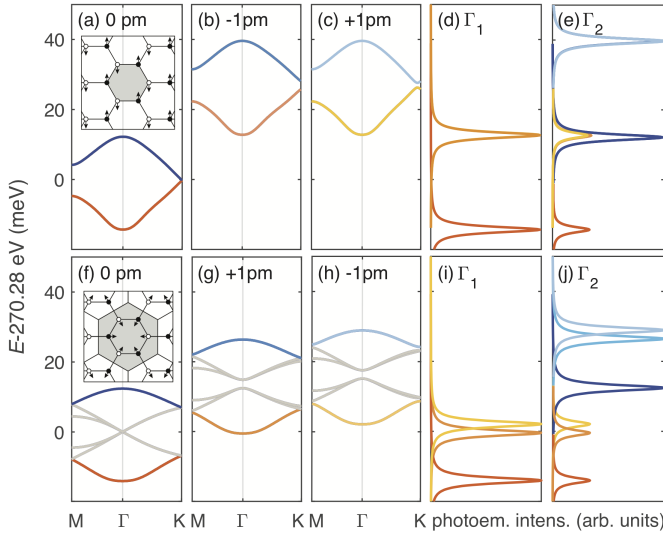 (a) 0 pm
(b) -1pm
(c) +1pm
(d) Γ1
(e) Γ2
40
20
0
E-270.28 eV (meV)
(f) 0 pm
(g) +1pm
(h) -1pm
(i) Γ1
(j) Γ2
40
20
0
M Γ K M Γ K M Γ K photoem. intens. (arb. units)